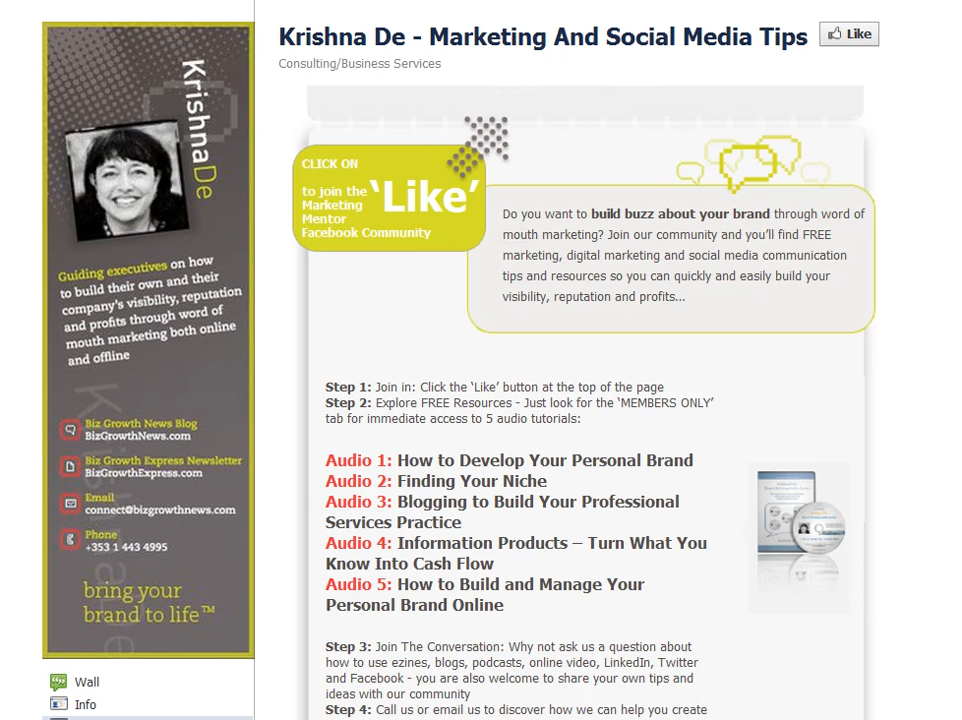 KrishnaDe
Guiding executives on how
to build their own and their
company's visibility, reputation
and profits through word of
mouth marketing both online
and offline
Biz Growth News Blog
BizGrowthNews.com
Biz Growth Express Newsletter
BizGrowthExpress.com
Email
connect@bizgrowthnews.com
Phone
+353 1 443 4995
bring your
brand to life™
Krishna De
Wall
Info
Krishna De - Marketing And Social Media Tips
Like
Consulting/Business Services
CLICK ON
to join the 'Like'
Marketing
Mentor
Facebook Community
Do you want to build buzz about your brand through word of
mouth marketing? Join our community and you'll find FREE
marketing, digital marketing and social media communication
tips and resources so you can quickly and easily build your
visibility, reputation and profits...
Step 1: Join in: Click the 'Like' button at the top of the page
Step 2: Explore FREE Resources - Just look for the 'MEMBERS ONLY'
tab for immediate access to 5 audio tutorials:
Audio 1: How to Develop Your Personal Brand
Audio 2: Finding Your Niche
Audio 3: Blogging to Build Your Professional
Services Practice
Audio 4: Information Products – Turn What You
Know Into Cash Flow
Audio 5: How to Build and Manage Your
Personal Brand Online
Step 3: Join The Conversation: Why not ask us a question about
how to use ezines, blogs, podcasts, online video, LinkedIn, Twitter
and Facebook - you are also welcome to share your own tips and
ideas with our community
Step 4: Call us or email us to discover how we can help you create